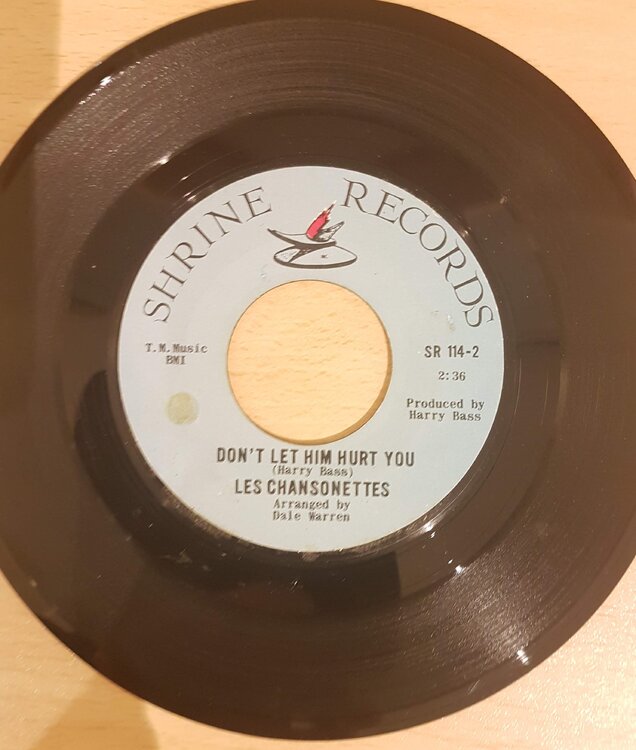 SHRINE RECORDS
T.M.Music
BMI
SR 114-2
2:36
Produced by
Harry Bass
DON'T LET HIM HURT YOU
(Harry Bass)
LES CHANSONETTES
Arranged by
Dale Warren